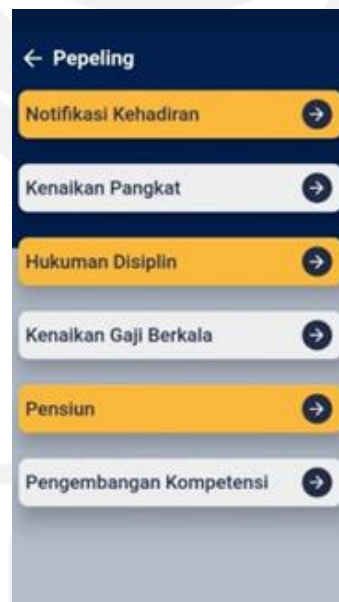 Pepeling
Notifikasi Kehadiran
Kenaikan Pangkat
Hukuman Disiplin
Kenaikan Gaji Berkala
Pensiun
Pengembangan Kompetensi